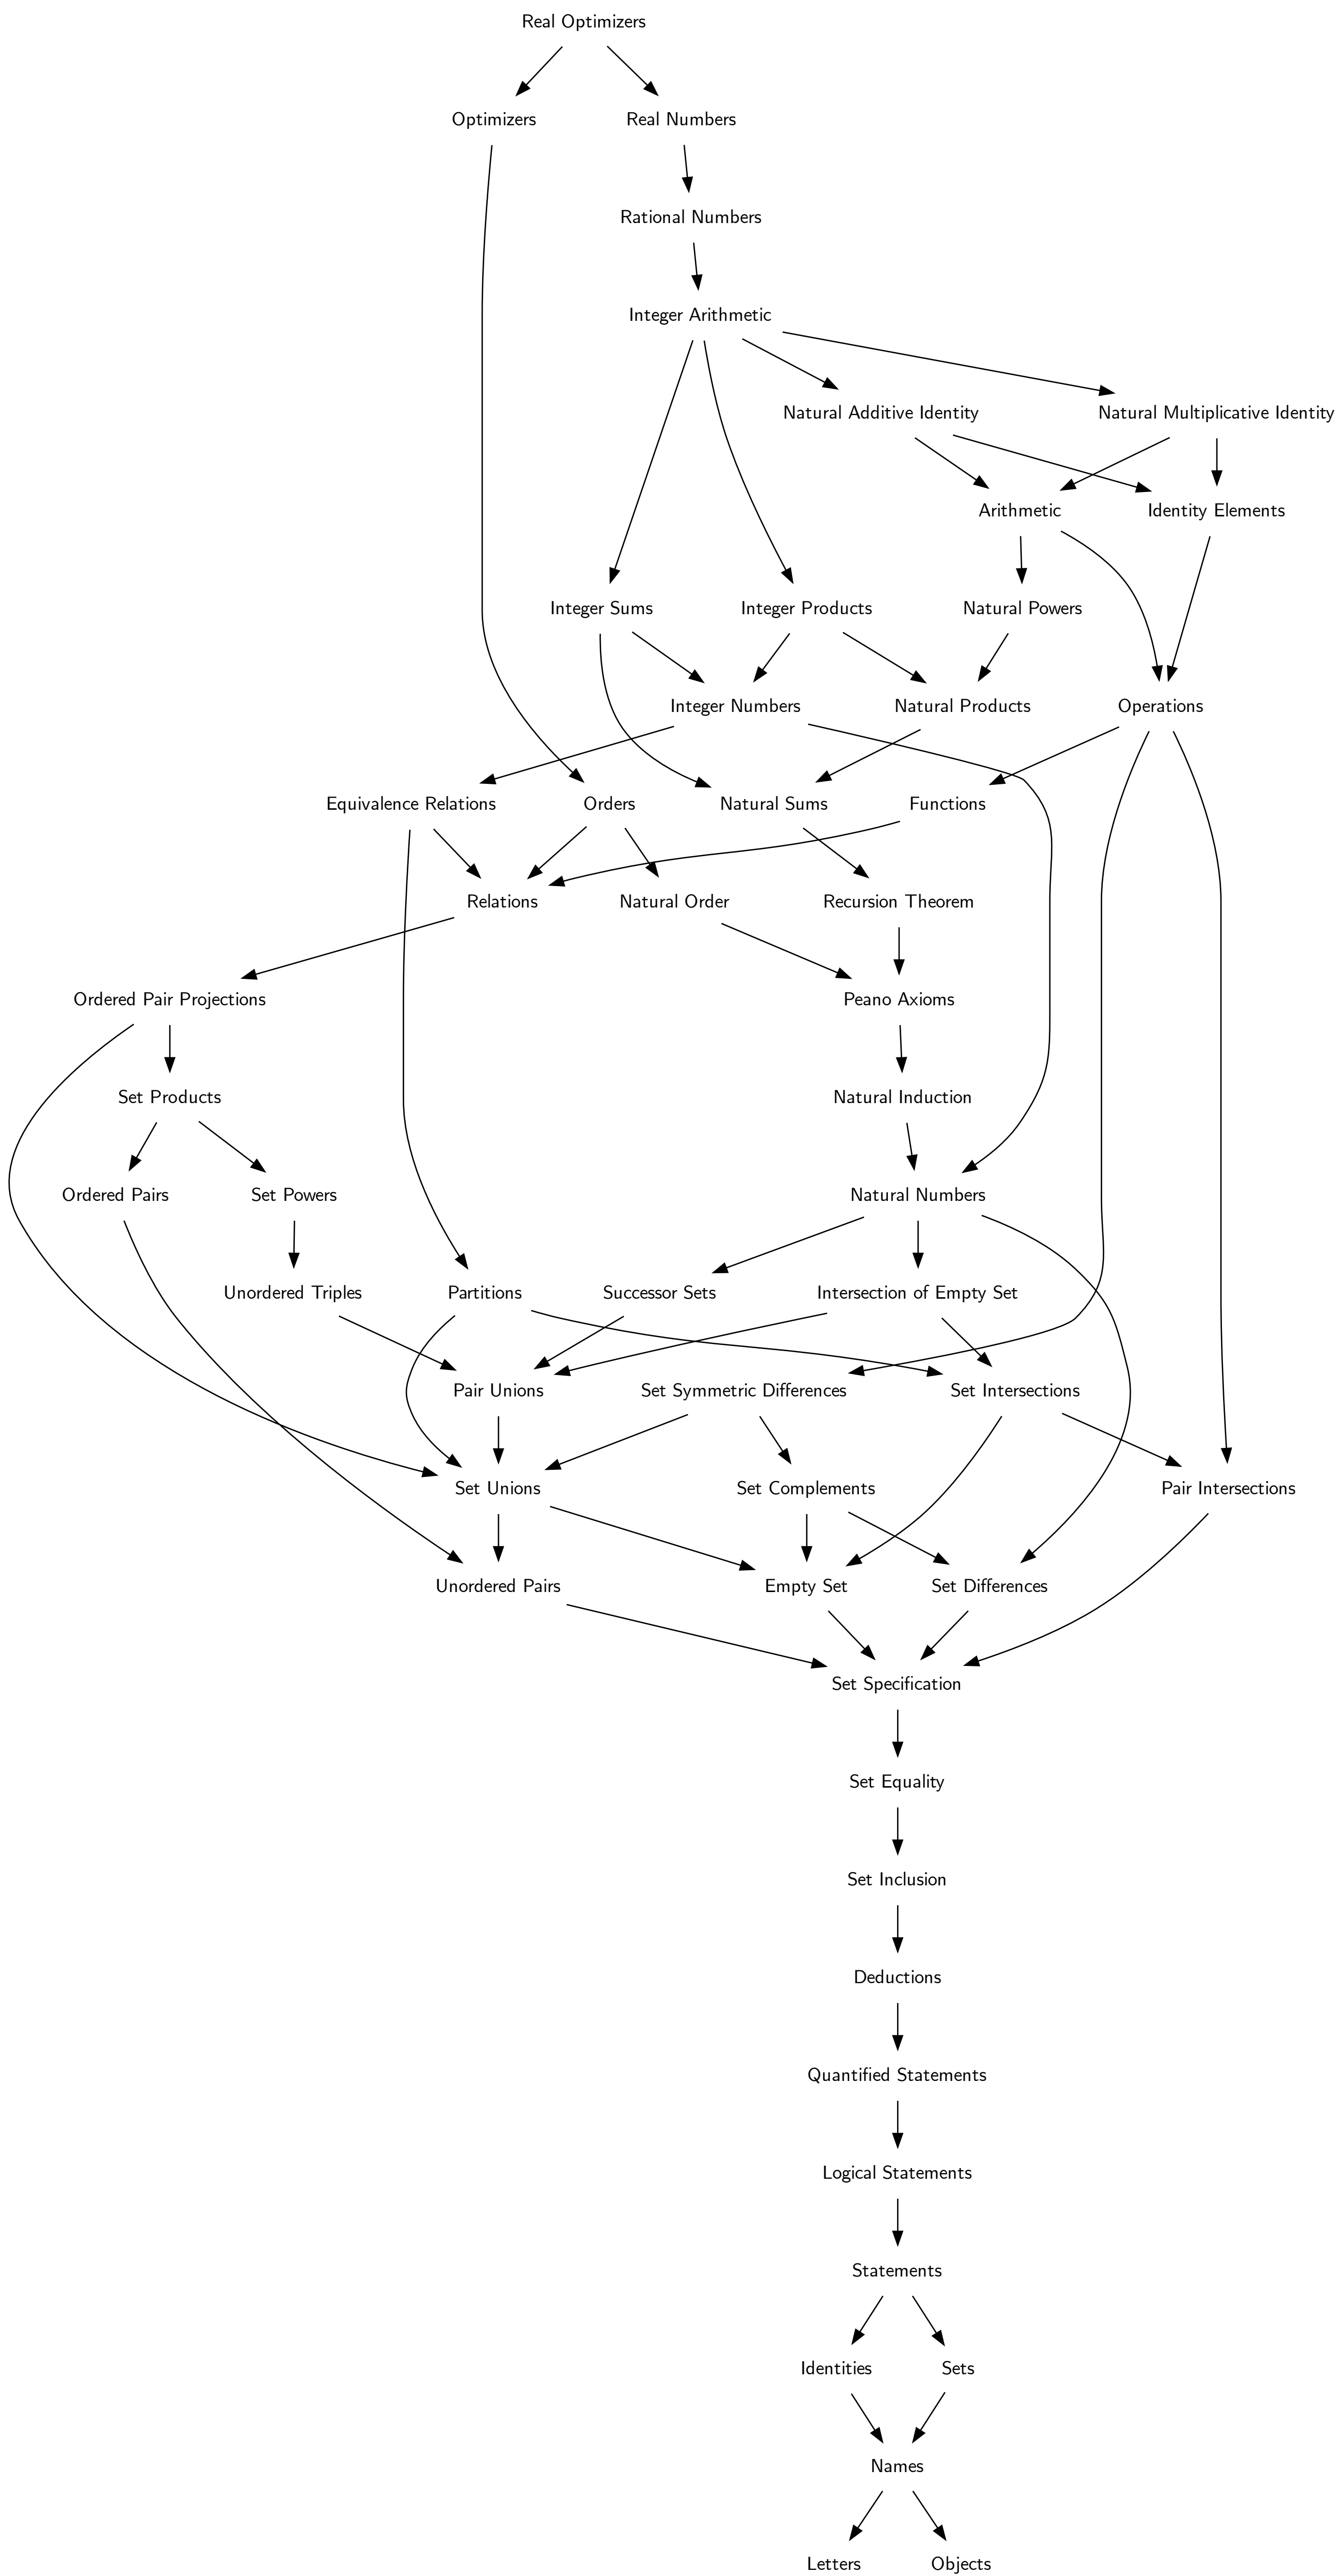 Real Optimizers
Optimizers
Real Numbers
Rational Numbers
Integer Arithmetic
Natural Additive Identity
Natural Multiplicative Identity
Arithmetic
Identity Elements
Integer Sums
Integer Products
Natural Powers
Integer Numbers
Natural Products
Operations
Equivalence Relations
Orders
Natural Sums
Functions
Relations
Natural Order
Recursion Theorem
Ordered Pair Projections
Peano Axioms
Set Products
Natural Induction
Ordered Pairs
Set Powers
Natural Numbers
Unordered Triples
Partitions
Successor Sets
Intersection of Empty Set
Pair Unions
Set Symmetric Differences
Set Intersections
Set Unions
Set Complements
Pair Intersections
Unordered Pairs
Empty Set
Set Differences
Set Specification
Set Equality
Set Inclusion
Deductions
Quantified Statements
Logical Statements
Statements
Identities
Sets
Names
Letters
Objects